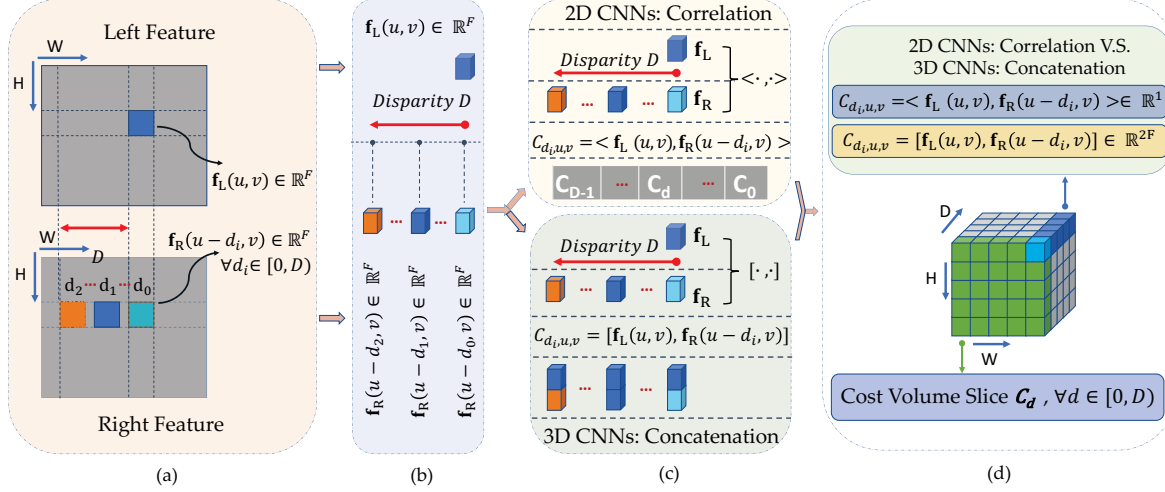 Left Feature
W
H
𝐟_L(u, v) ∈ ℝ^F
W
H
D
𝐟_R(u − d_i, v) ∈ ℝ^F
∀d_i ∈ [0, D)
d_2 ··· d_1 ··· d_0
Right Feature
(a)
𝐟_L(u, v) ∈ ℝ^F
Disparity D
... ...
𝐟_R(u − d_2, v) ∈ ℝ^F
𝐟_R(u − d_1, v) ∈ ℝ^F
𝐟_R(u − d_0, v) ∈ ℝ^F
(b)
2D CNNs: Correlation
Disparity D
𝐟_L
... ... 𝐟_R
<· ,·>
C_{d_i,u,v} = < 𝐟_L (u, v), 𝐟_R(u − d_i, v) >
C_{D-1} ... C_d ... C_0
Disparity D
𝐟_L
... ... 𝐟_R
[· ,·]
C_{d_i,u,v} = [𝐟_L(u, v), 𝐟_R(u − d_i, v)]
... ...
3D CNNs: Concatenation
(c)
2D CNNs: Correlation V.S.
3D CNNs: Concatenation
C_{d_i,u,v} =< 𝐟_L (u, v), 𝐟_R(u − d_i, v) >∈ ℝ^1
C_{d_i,u,v} = [𝐟_L(u, v), 𝐟_R(u − d_i, v)] ∈ ℝ^{2F}
D
H
W
Cost Volume Slice C_d , ∀d ∈ [0, D)
(d)